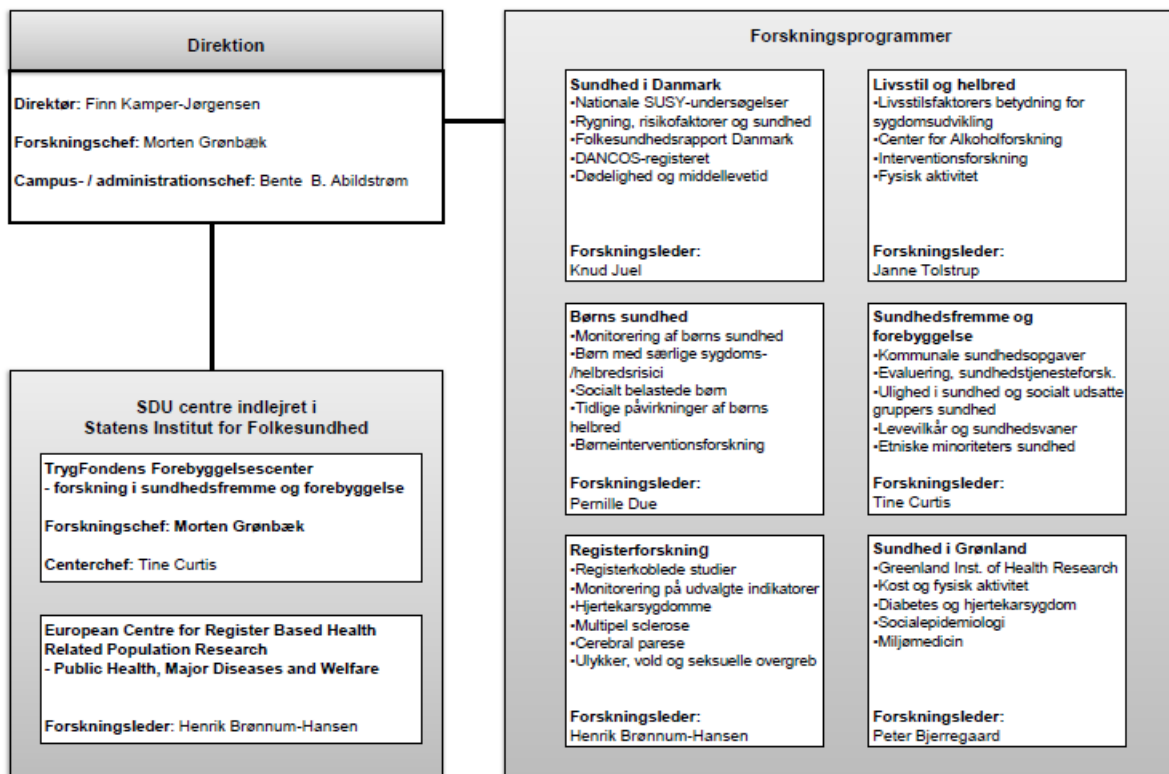 Direktion
Direktør: Finn Kamper-Jørgensen
Forskningschef: Morten Grønbæk
Campus- / administrationschef: Bente B. Abildstrøm
SDU centre indlejret i
Statens Institut for Folkesundhed
TrygFondens Forebyggelsescenter
- forskning i sundhedsfremme og forebyggelse
Forskningschef: Morten Grønbæk
Centerchef: Tine Curtis
European Centre for Register Based Health
Related Population Research
- Public Health, Major Diseases and Welfare
Forskningsleder: Henrik Brønnum-Hansen
Forskningsprogrammer
Sundhed i Danmark
•Nationale SUSY-undersøgelser
•Rygning, risikofaktorer og sundhed
•Folkesundhedsrapport Danmark
•DANCOS-registeret
•Dødelighed og middellevetid
Forskningsleder:
Knud Juel
Livsstil og helbred
•Livsstilsfaktorers betydning for
sygdomsudvikling
•Center for Alkoholforskning
•Interventionsforskning
•Fysisk aktivitet
Forskningsleder:
Janne Tolstrup
Børns sundhed
•Monitorering af børns sundhed
•Børn med særlige sygdoms-
/helbredsrisici
•Socialt belastede børn
•Tidlige påvirkninger af børns
helbred
•Børneinterventionsforskning
Forskningsleder:
Pernille Due
Sundhedsfremme og
forebyggelse
•Kommunale sundhedsopgaver
•Evaluering, sundhedstjenesteforsk.
•Ulighed i sundhed og socialt udsatte
gruppers sundhed
•Levevilkår og sundhedsvaner
•Etniske minoriteters sundhed
Forskningsleder:
Tine Curtis
Registerforskning
•Registerkoblede studier
•Monitorering på udvalgte indikatorer
•Hjertekarsygdomme
•Multipel sclerose
•Cerebral parese
•Ulykker, vold og seksuelle overgreb
Forskningsleder:
Henrik Brønnum-Hansen
Sundhed i Grønland
•Greenland Inst. of Health Research
•Kost og fysisk aktivitet
•Diabetes og hjertekarsygdom
•Socialepidemiologi
•Miljømedicin
Forskningsleder:
Peter Bjerregaard